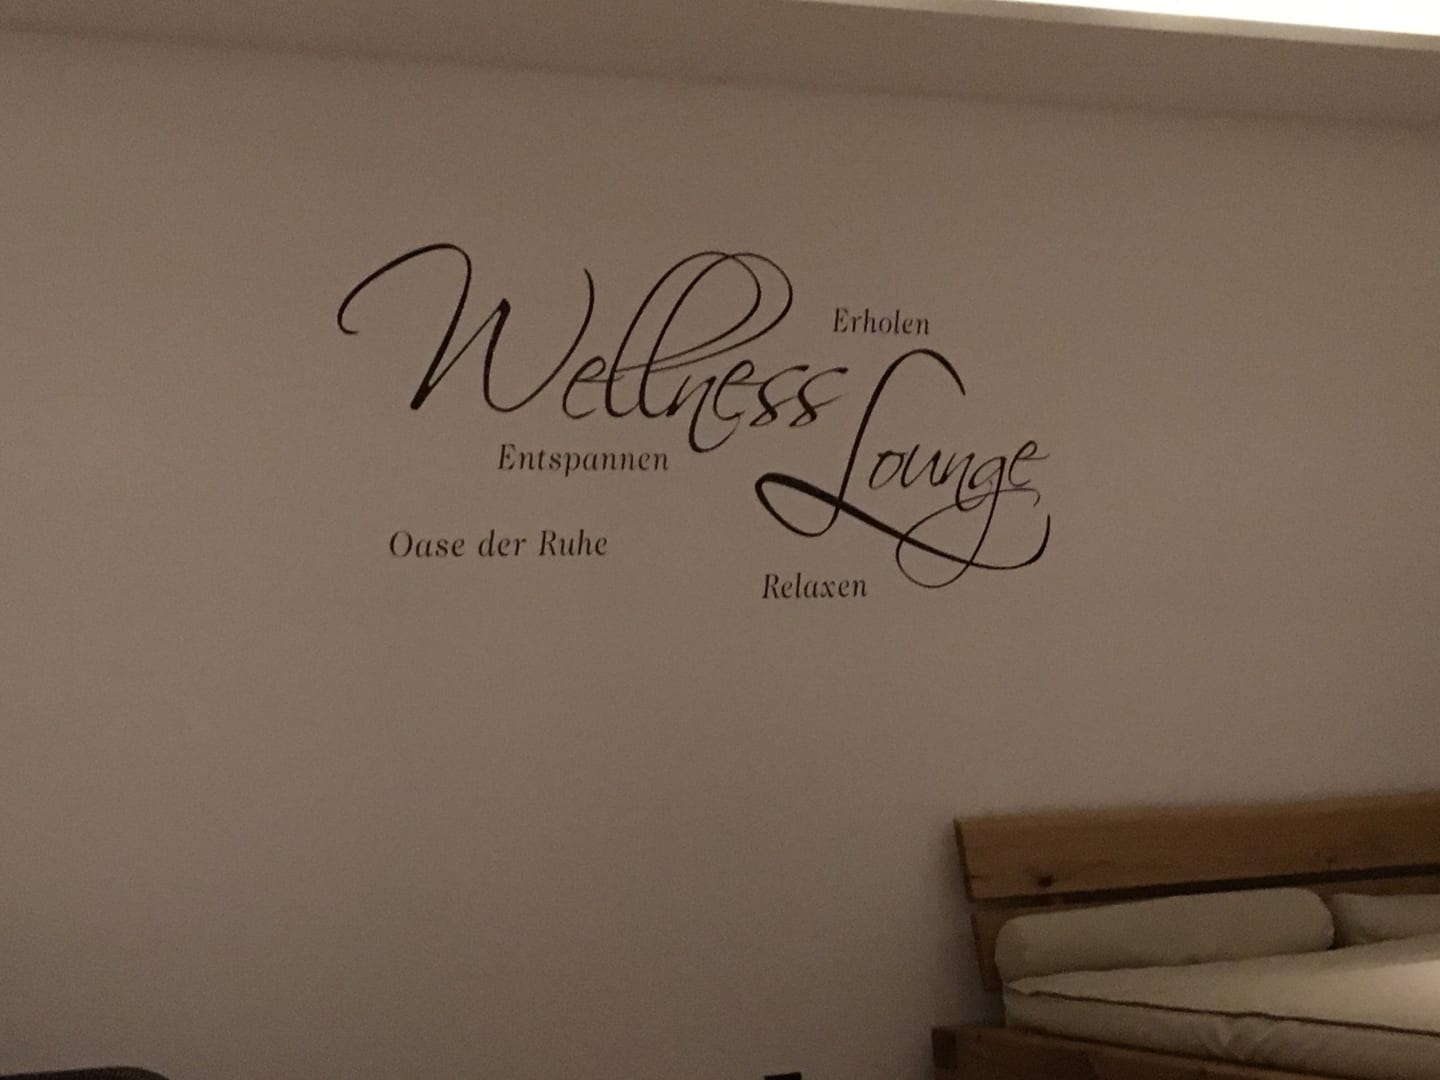 Wellness
Erholen
Lounge
Entspannen
Oase der Ruhe
Relaxen